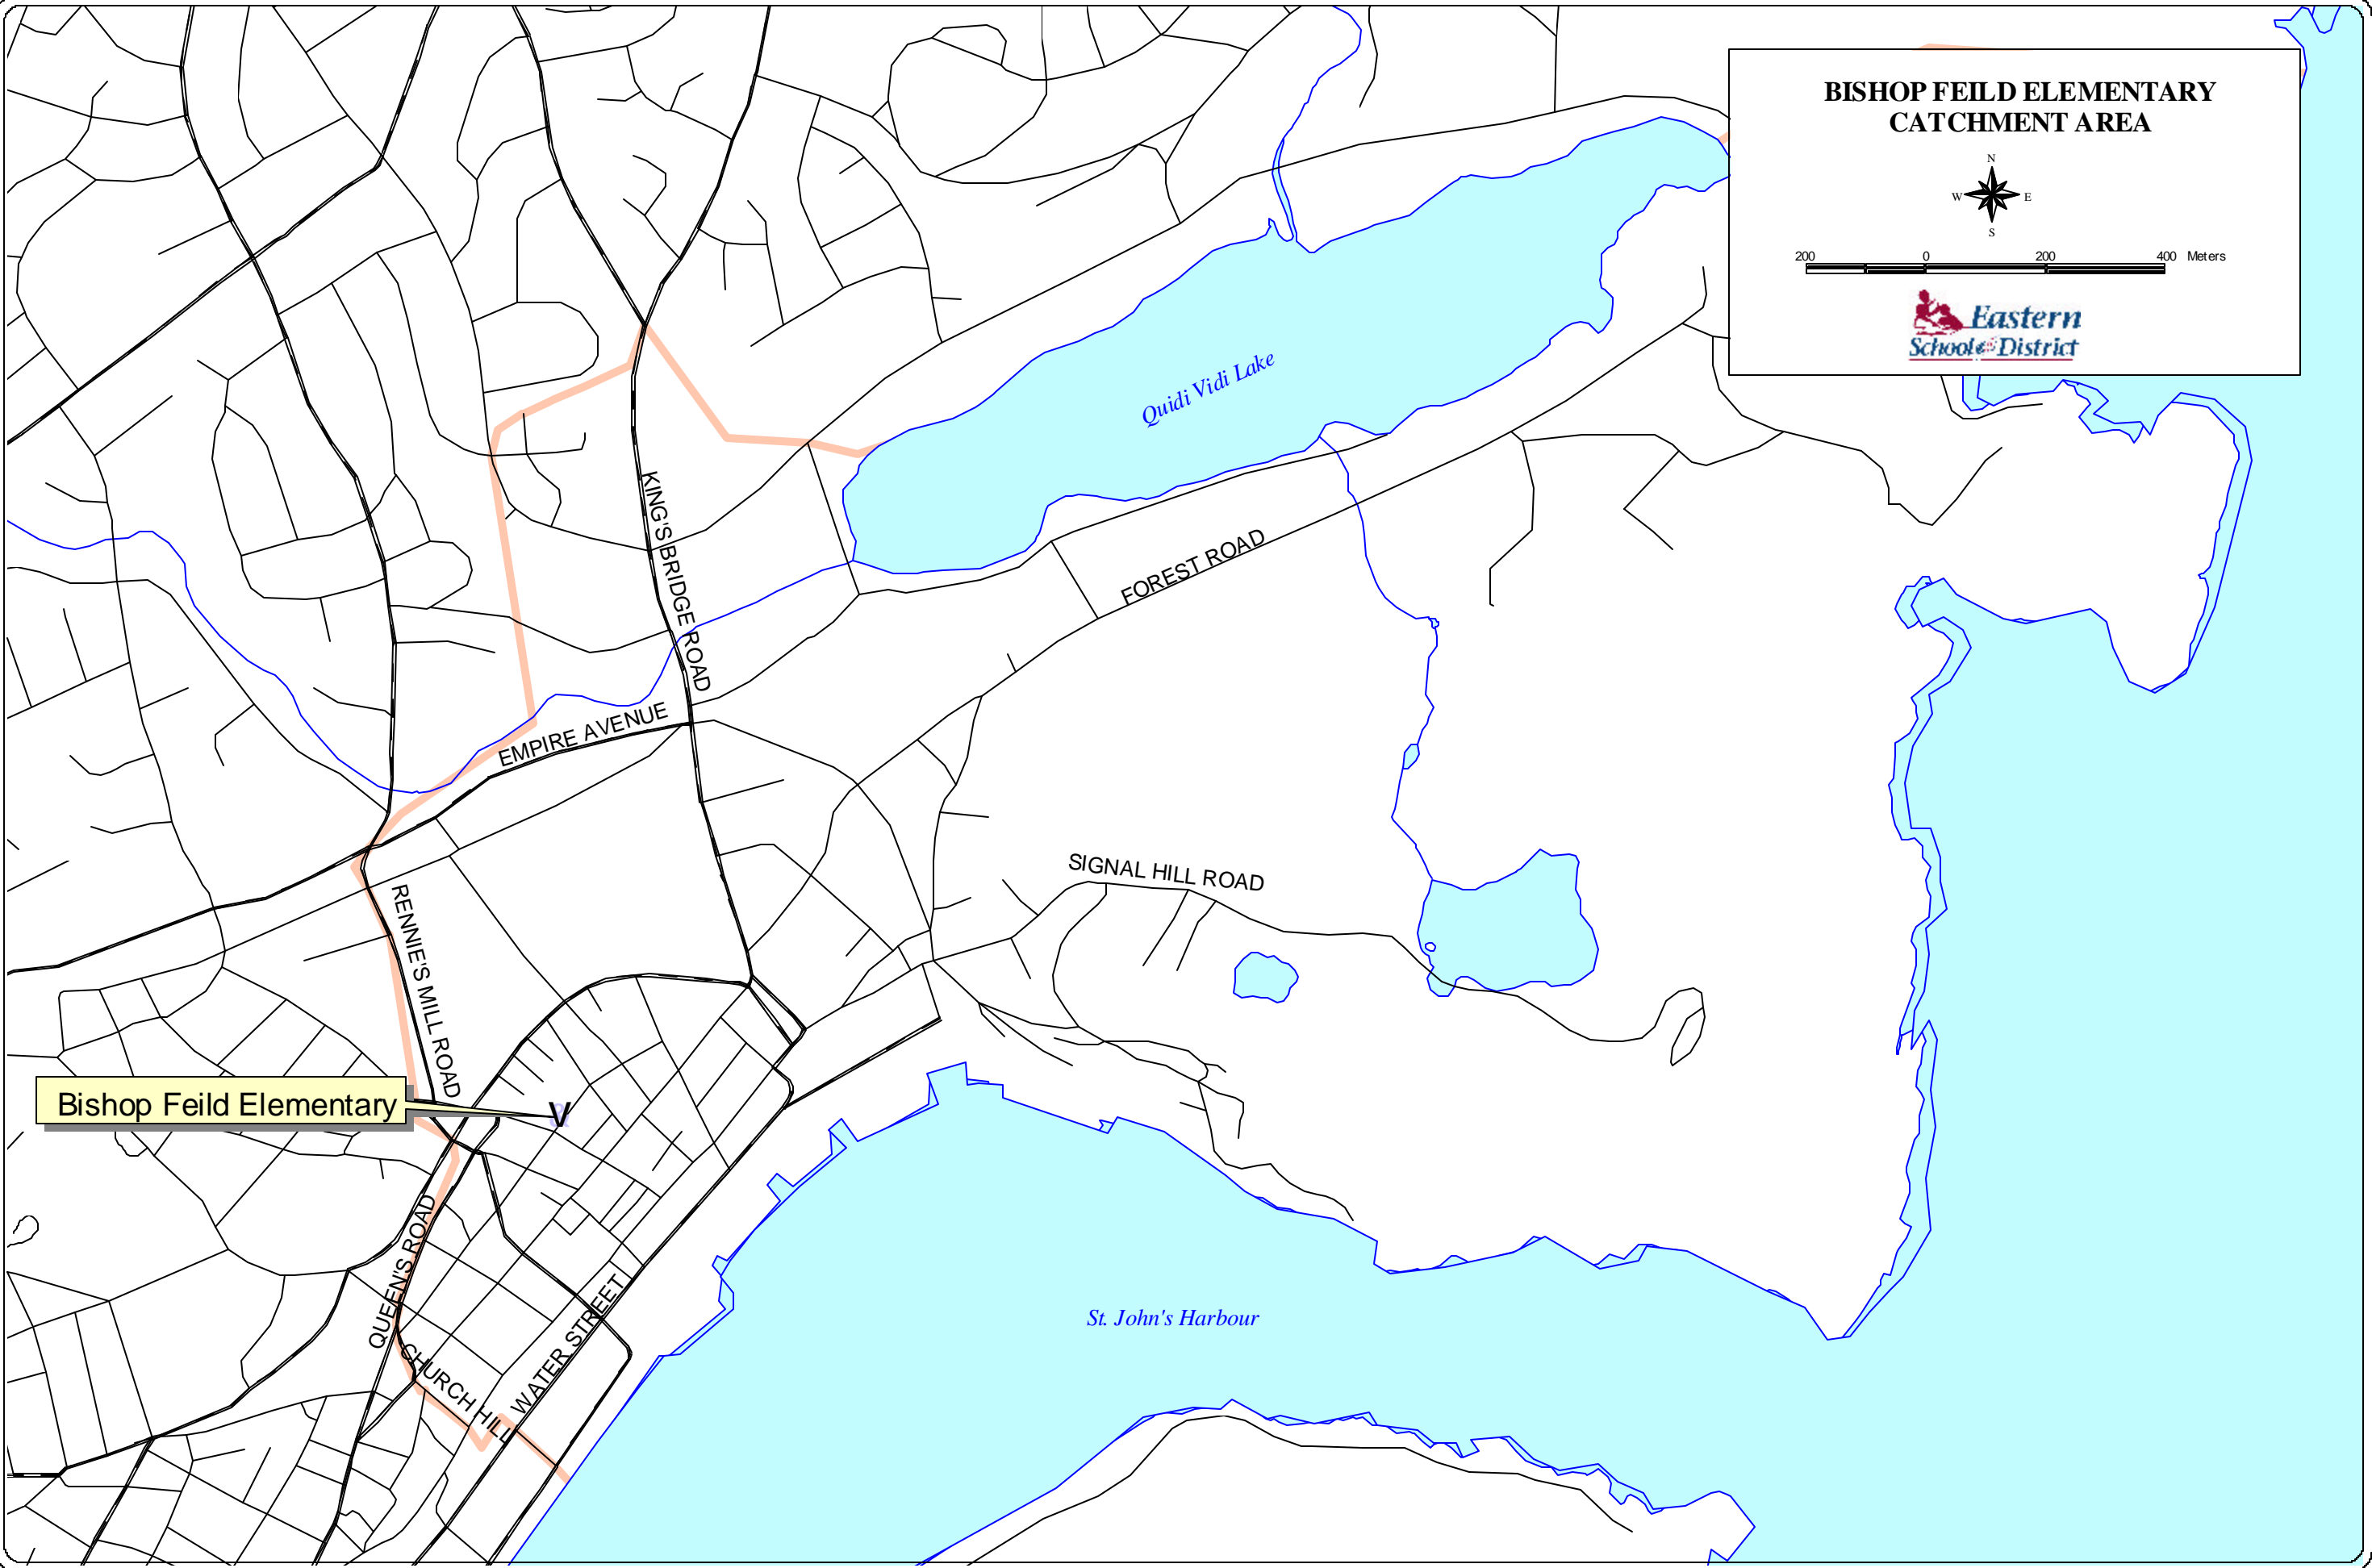 BISHOP FEILD ELEMENTARY
CATCHMENT AREA
N
W E
S
200 0 200 400 Meters
Eastern
School District
Quidi Vidi Lake
KING'S BRIDGE ROAD
FOREST ROAD
EMPIRE AVENUE
SIGNAL HILL ROAD
RENNIE'S MILL ROAD
Bishop Feild Elementary
QUEEN'S ROAD
WATER STREET
CHURCH HILL
St. John's Harbour